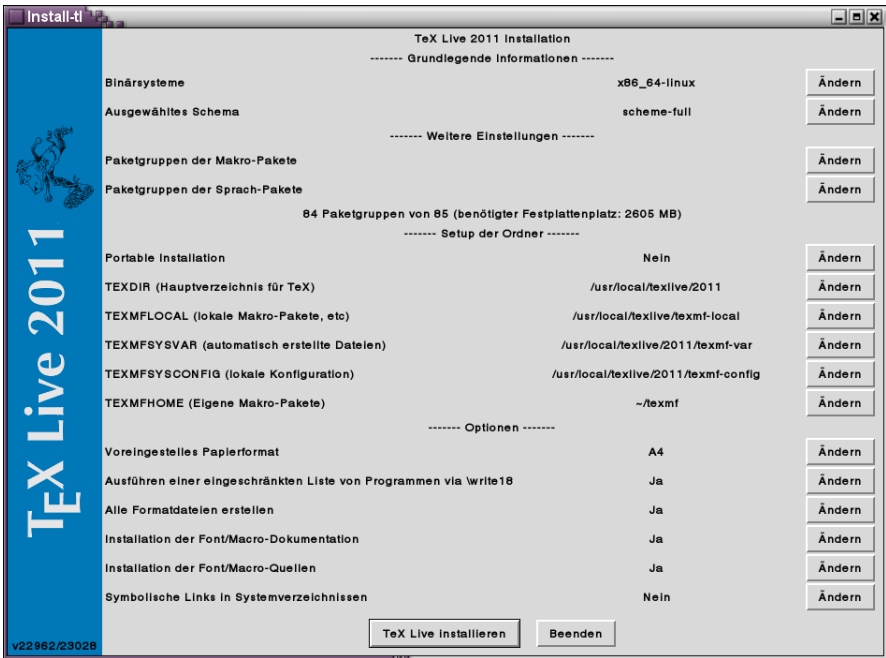 Install-tl
TeX Live 2011 Installation
------- Grundlegende Informationen -------
Binärsysteme x86_64-linux Ändern
Ausgewähltes Schema scheme-full Ändern
------- Weitere Einstellungen -------
Paketgruppen der Makro-Pakete Ändern
Paketgruppen der Sprach-Pakete Ändern
84 Paketgruppen von 85 (benötigter Festplattenplatz: 2605 MB)
------- Setup der Ordner -------
Portable Installation Nein Ändern
TEXDIR (Hauptverzeichnis für TeX) /usr/local/texlive/2011 Ändern
TEXMFLOCAL (lokale Makro-Pakete, etc) /usr/local/texlive/texmf-local Ändern
TEXMFSYSVAR (automatisch erstellte Dateien) /usr/local/texlive/2011/texmf-var Ändern
TEXMFSYSCONFIG (lokale Konfiguration) /usr/local/texlive/2011/texmf-config Ändern
TEXMFHOME (Eigene Makro-Pakete) ~/texmf Ändern
------- Optionen -------
Voreingestelles Papierformat A4 Ändern
Ausführen einer eingeschränkten Liste von Programmen via \write18 Ja Ändern
Alle Formatdateien erstellen Ja Ändern
Installation der Font/Macro-Dokumentation Ja Ändern
Installation der Font/Macro-Quellen Ja Ändern
Symbolische Links in Systemverzeichnissen Nein Ändern
TeX Live installieren Beenden
TEX Live 2011
v22962/23028